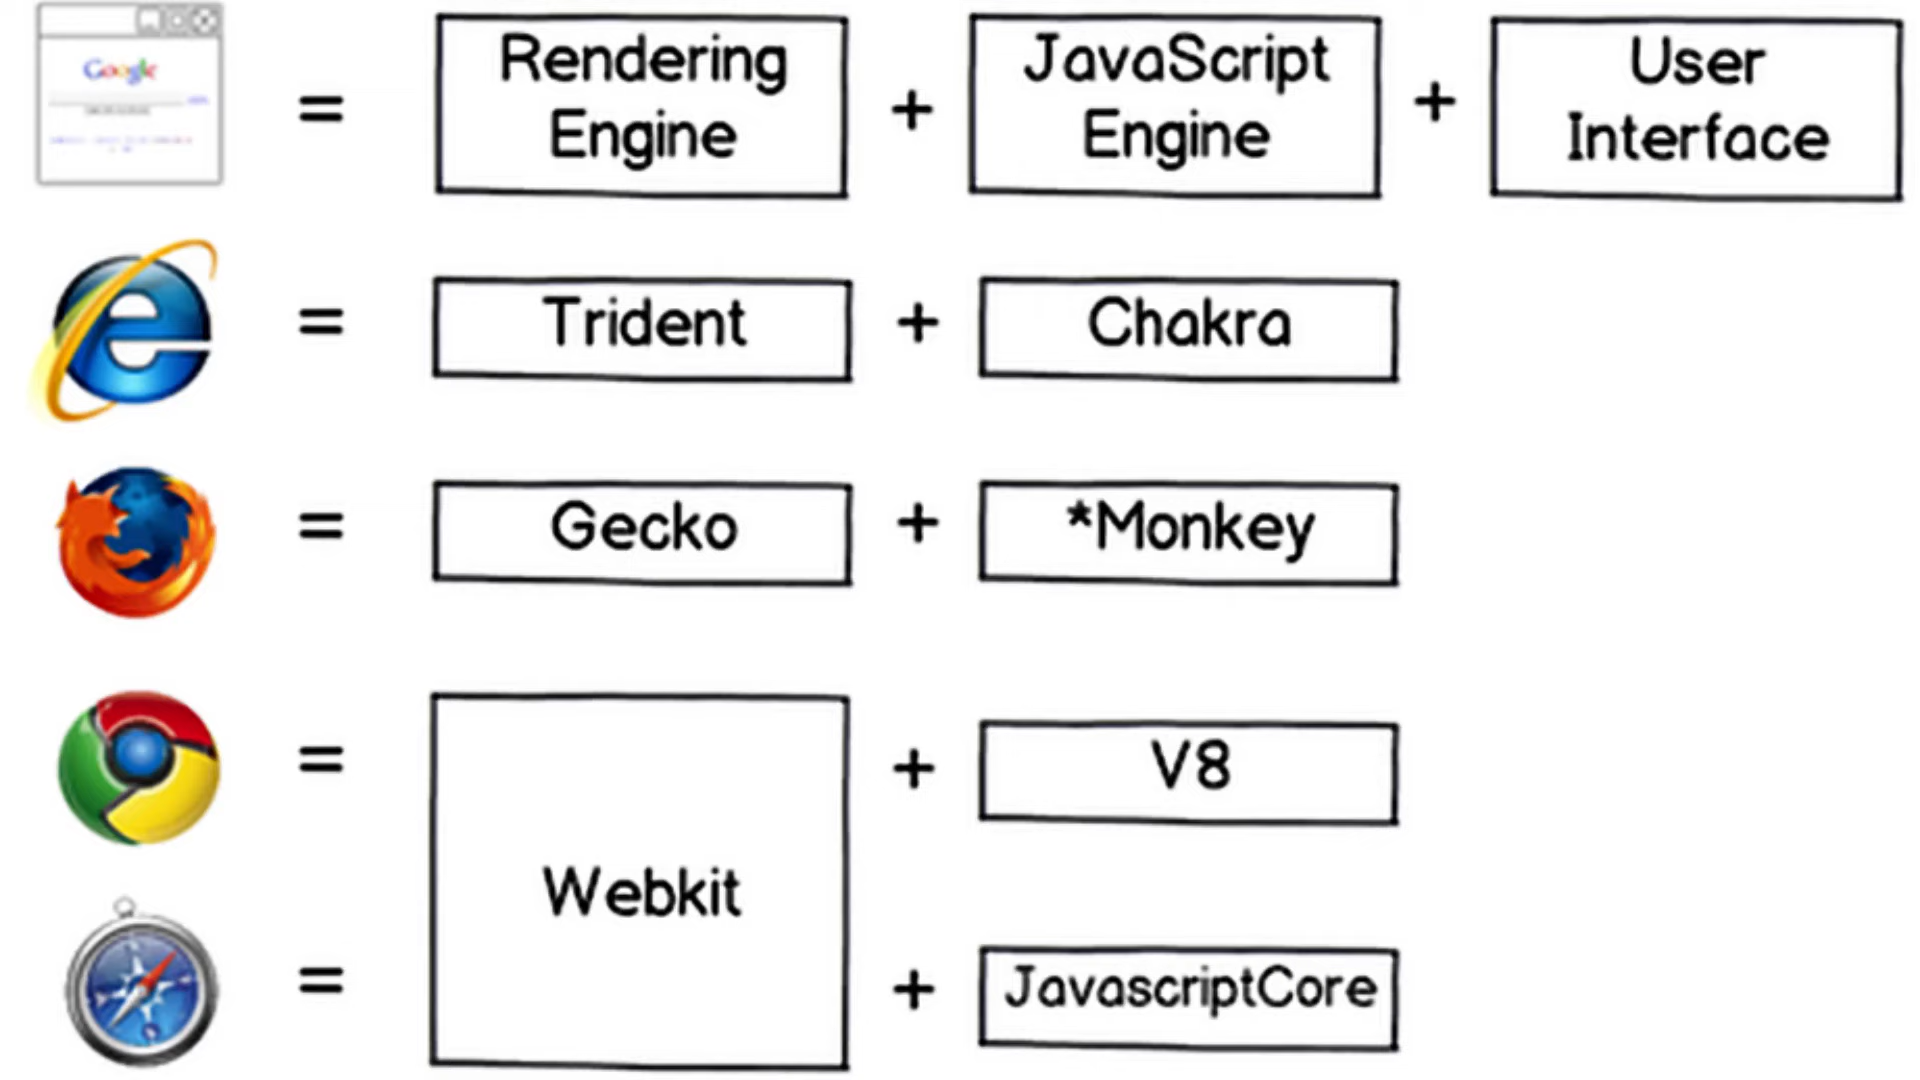 Google
=
Rendering
Engine
+
JavaScript
Engine
+
User
Interface
=
Trident
+
Chakra
=
Gecko
+
*Monkey
=
Webkit
+
V8
=
+
JavascriptCore